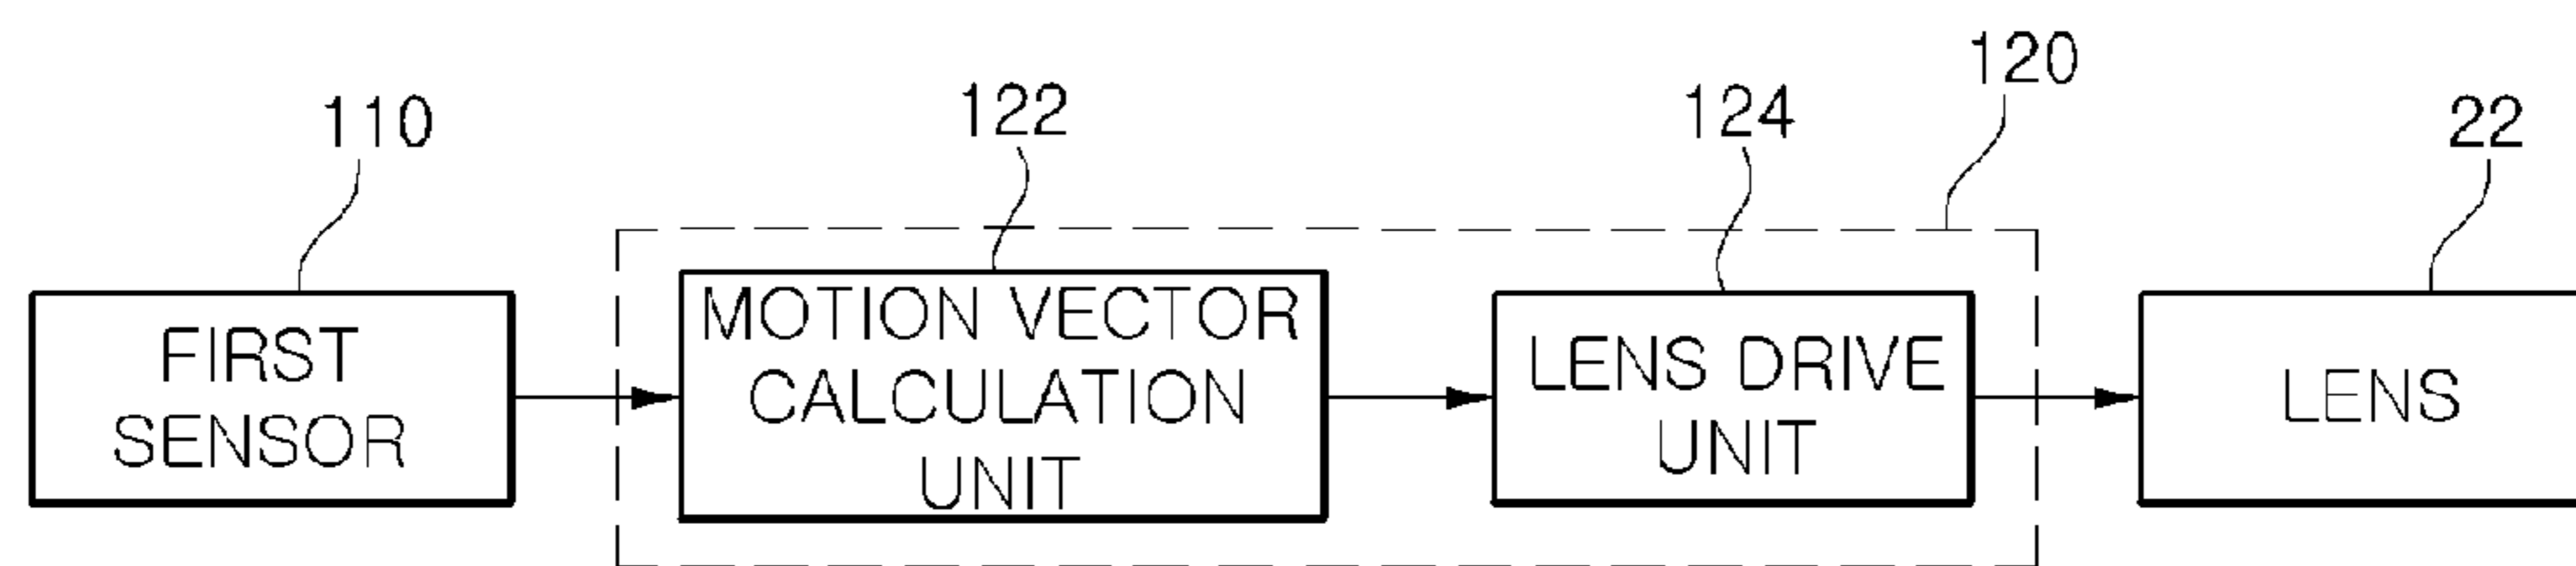 120
122
124
110
22
FIRST
SENSOR
MOTION VECTOR
CALCULATION
UNIT
LENS DRIVE
UNIT
LENS